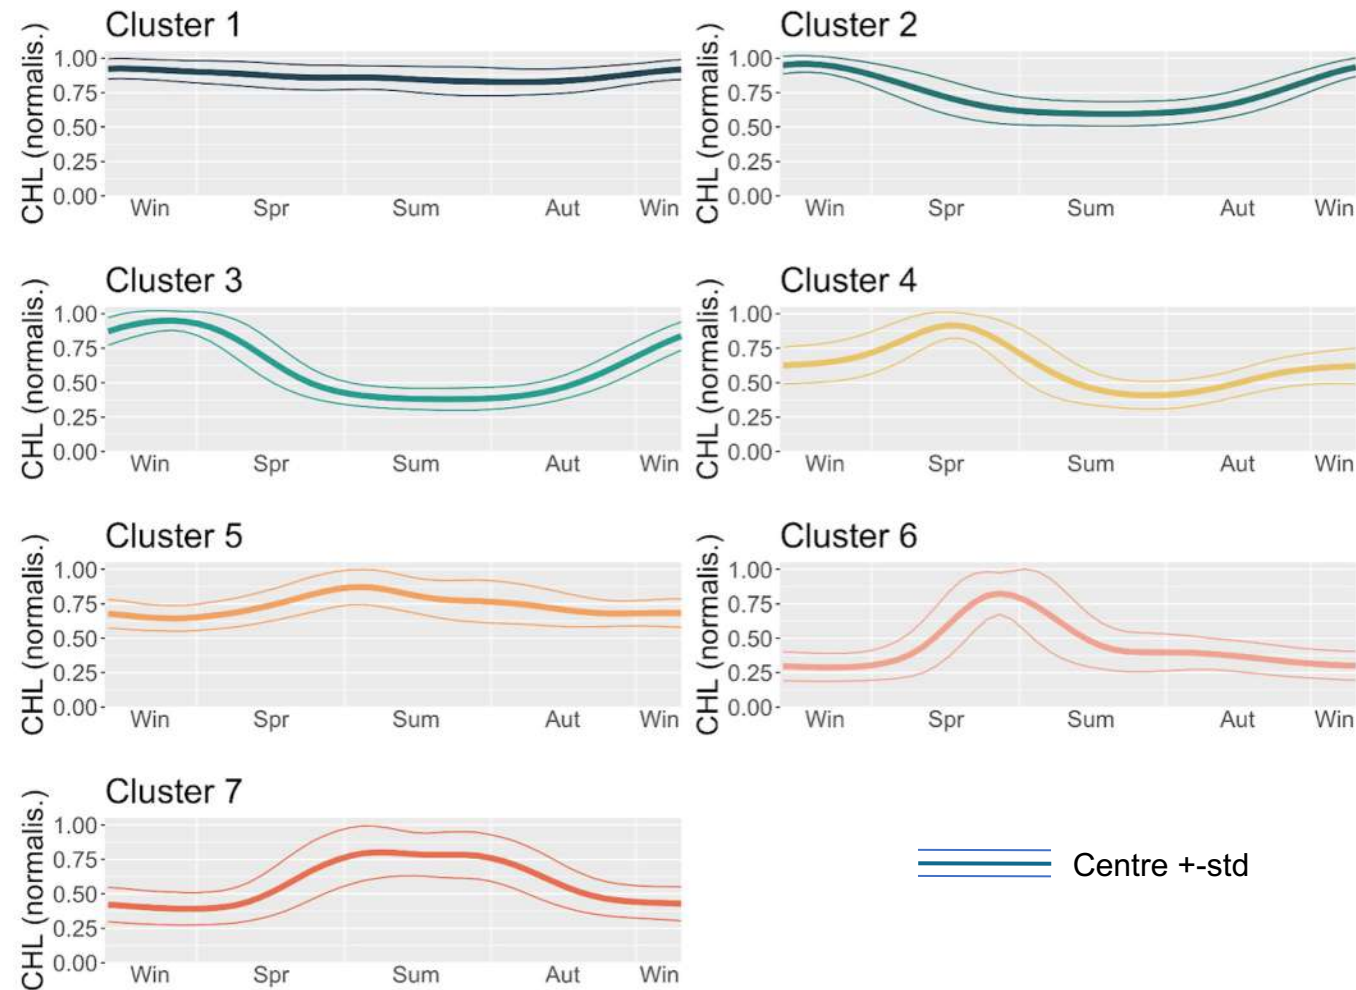 Cluster 1
CHL (normalis.)
1.00
0.75
0.50
0.25
0.00
Win Spr Sum Aut Win
Cluster 2
CHL (normalis.)
1.00
0.75
0.50
0.25
0.00
Win Spr Sum Aut Win
Cluster 3
CHL (normalis.)
1.00
0.75
0.50
0.25
0.00
Win Spr Sum Aut Win
Cluster 4
CHL (normalis.)
1.00
0.75
0.50
0.25
0.00
Win Spr Sum Aut Win
Cluster 5
CHL (normalis.)
1.00
0.75
0.50
0.25
0.00
Win Spr Sum Aut Win
Cluster 6
CHL (normalis.)
1.00
0.75
0.50
0.25
0.00
Win Spr Sum Aut Win
Cluster 7
CHL (normalis.)
1.00
0.75
0.50
0.25
0.00
Win Spr Sum Aut Win
Centre +-std